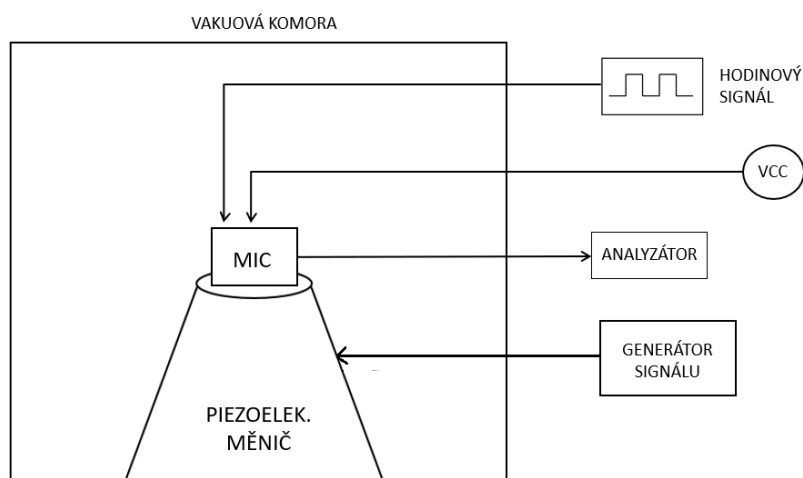 VAKUOVÁ KOMORA
HODINOVÝ
SIGNÁL
VCC
MIC
ANALYZÁTOR
GENERÁTOR
SIGNÁLU
PIEZOELEK.
MĚNIČ